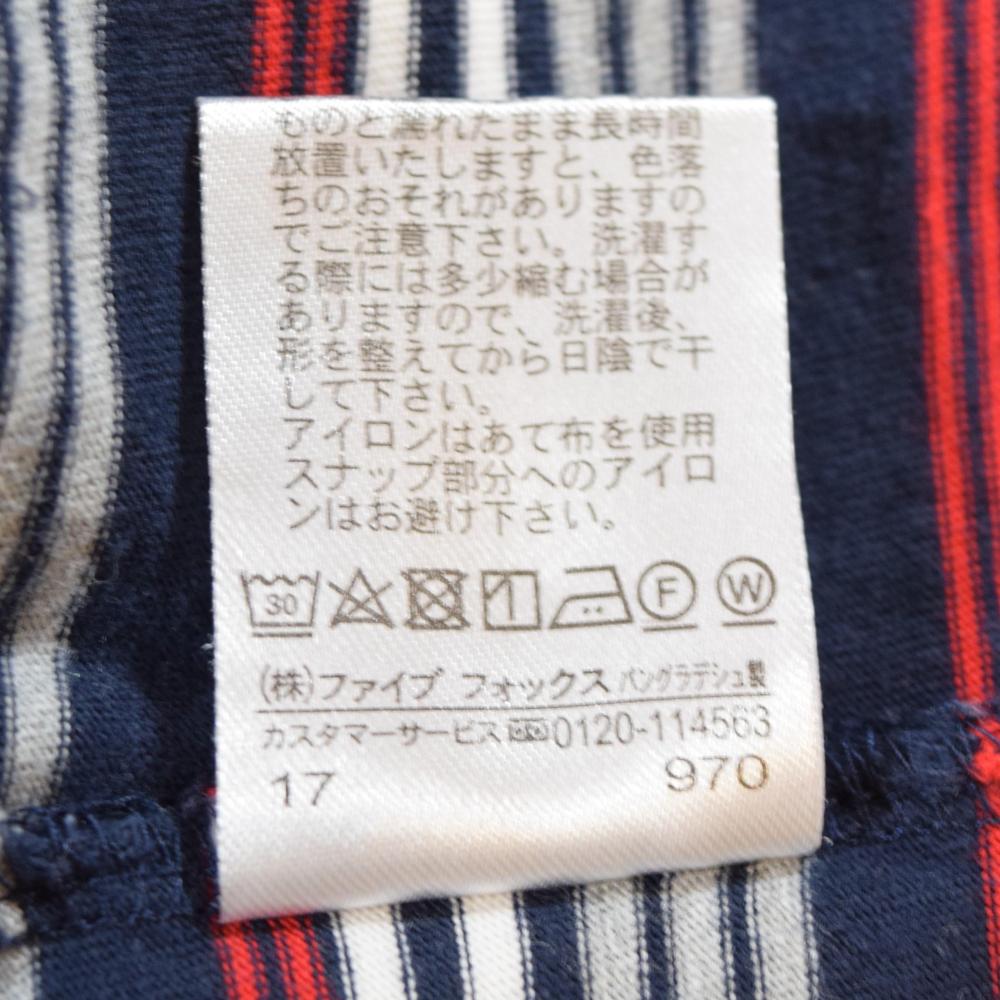 ものと濡れたまま長時間
放置いたしますと、色落
ちのおそれがありますの
でご注意下さい。洗濯す
る際には多少縮む場合が
ありますので、洗濯後、
形を整えてから日陰で干
して下さい。
アイロンはあて布を使用
スナップ部分へのアイロ
ンはお避け下さい。
30 F W
(株)ファイブ フォックス バングラデシュ製
カスタマーサービス 0120-114563
17 970